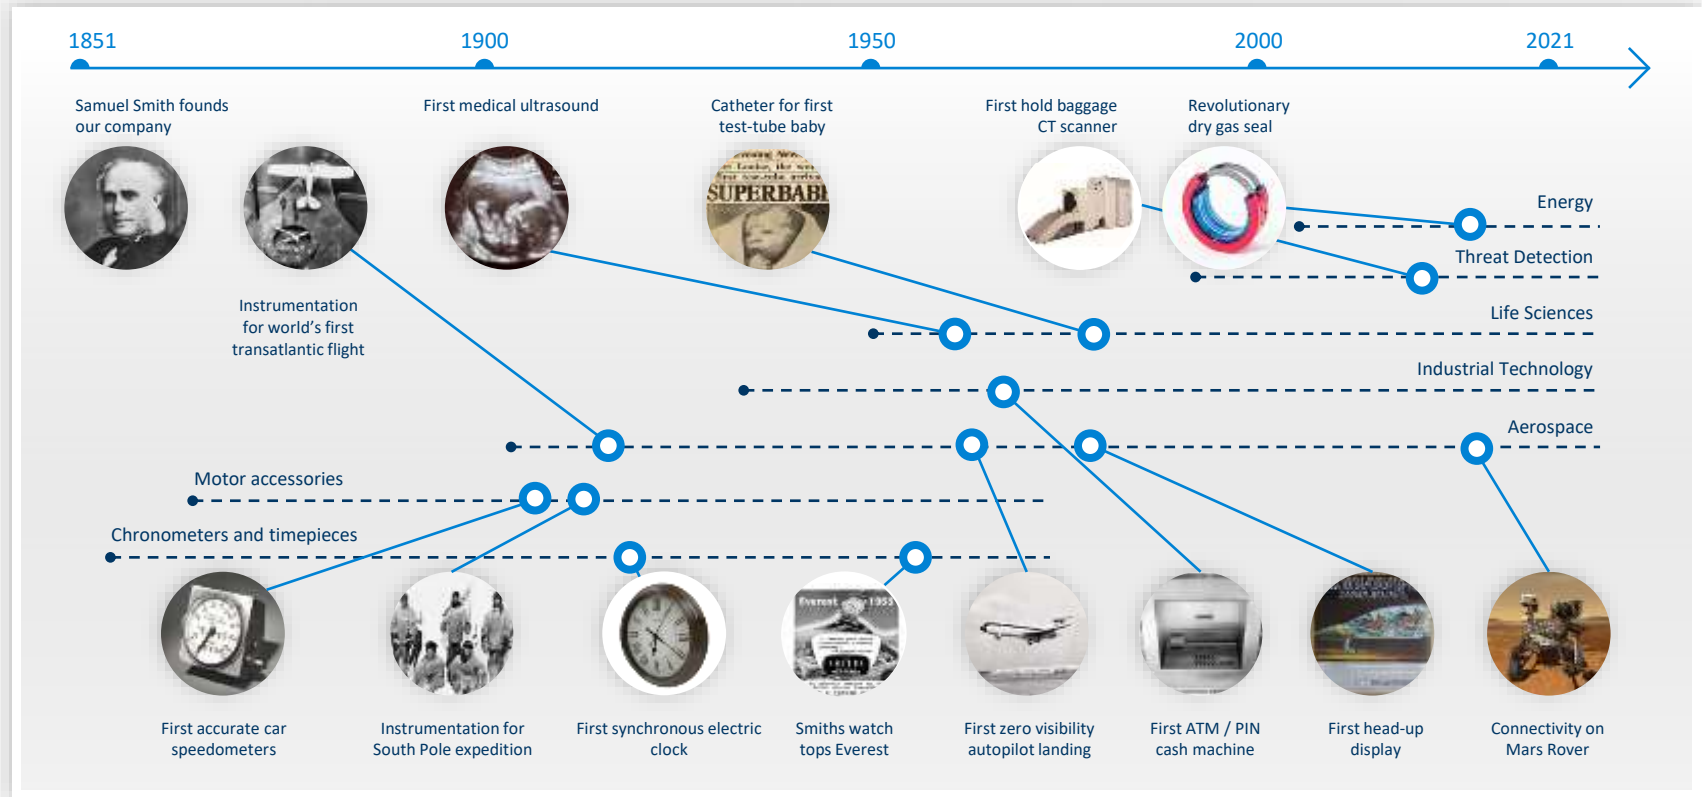 1851
1900
1950
2000
2021
Samuel Smith founds
our company
First medical ultrasound
Catheter for first
test-tube baby
First hold baggage
CT scanner
Revolutionary
dry gas seal
SUPERBABE
Energy
Threat Detection
Instrumentation
for world's first
transatlantic flight
Life Sciences
Industrial Technology
Aerospace
Motor accessories
Chronometers and timepieces
Everest
1953
First accurate car
speedometers
Instrumentation for
South Pole expedition
First synchronous electric
clock
Smiths watch
tops Everest
First zero visibility
autopilot landing
First ATM / PIN
cash machine
First head-up
display
Connectivity on
Mars Rover